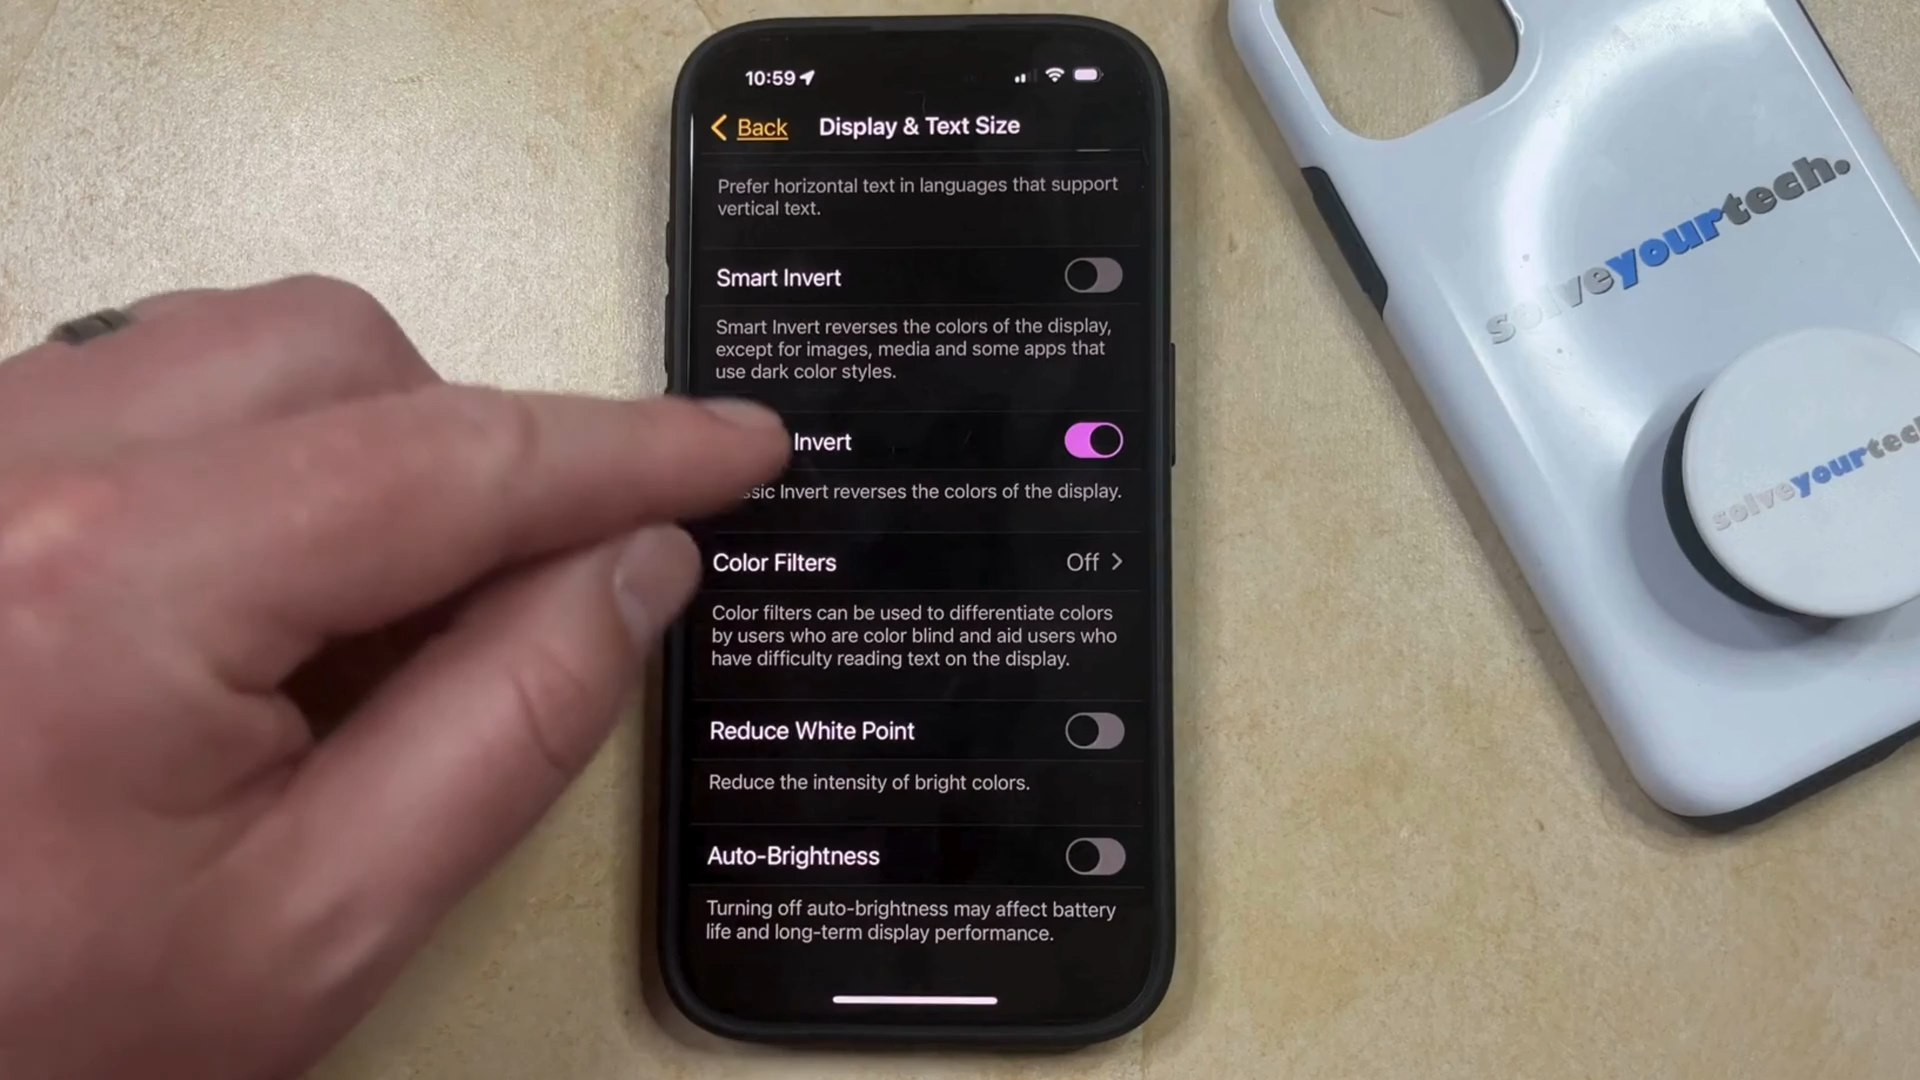 10:59
Back
Display & Text Size
Prefer horizontal text in languages that support
vertical text.
Smart Invert
Smart Invert reverses the colors of the display,
except for images, media and some apps that
use dark color styles.
Invert
ssic Invert reverses the colors of the display.
Color Filters
Off
Color filters can be used to differentiate colors
by users who are color blind and aid users who
have difficulty reading text on the display.
Reduce White Point
Reduce the intensity of bright colors.
Auto-Brightness
Turning off auto-brightness may affect battery
life and long-term display performance.
solveyourtech.
solveyourtech